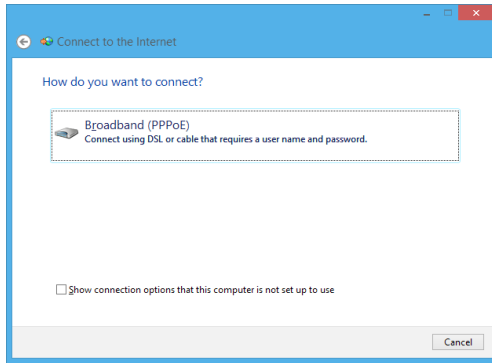 Connect to the Internet
How do you want to connect?
Broadband (PPPoE)
Connect using DSL or cable that requires a user name and password.
Show connection options that this computer is not set up to use
Cancel